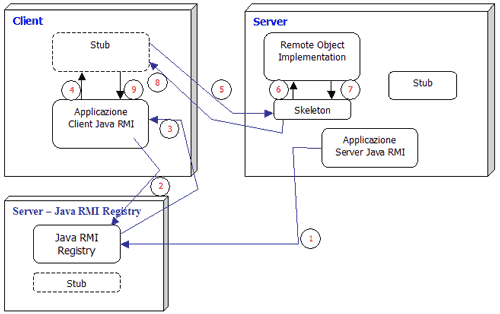 Client
Server
Stub
Remote Object
Implementation
Stub
4
9
8
5
6
7
Skeleton
Applicazione
Client Java RMI
3
Applicazione
Server Java RMI
2
Server – Java RMI Registry
Java RMI
Registry
1
Stub